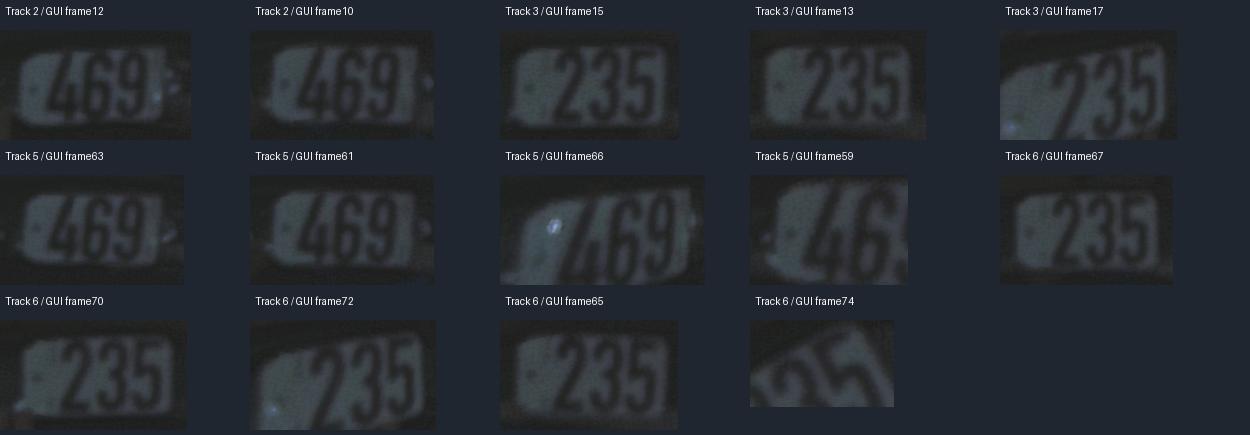 Track 2 / GUI frame12
Track 2 / GUI frame10
Track 3 / GUI frame15
Track 3 / GUI frame13
Track 3 / GUI frame17
469
469
235
235
235
Track 5 / GUI frame63
Track 5 / GUI frame61
Track 5 / GUI frame66
Track 5 / GUI frame59
Track 6 / GUI frame67
469
469
469
46
235
Track 6 / GUI frame70
Track 6 / GUI frame72
Track 6 / GUI frame65
Track 6 / GUI frame74
235
235
235
35